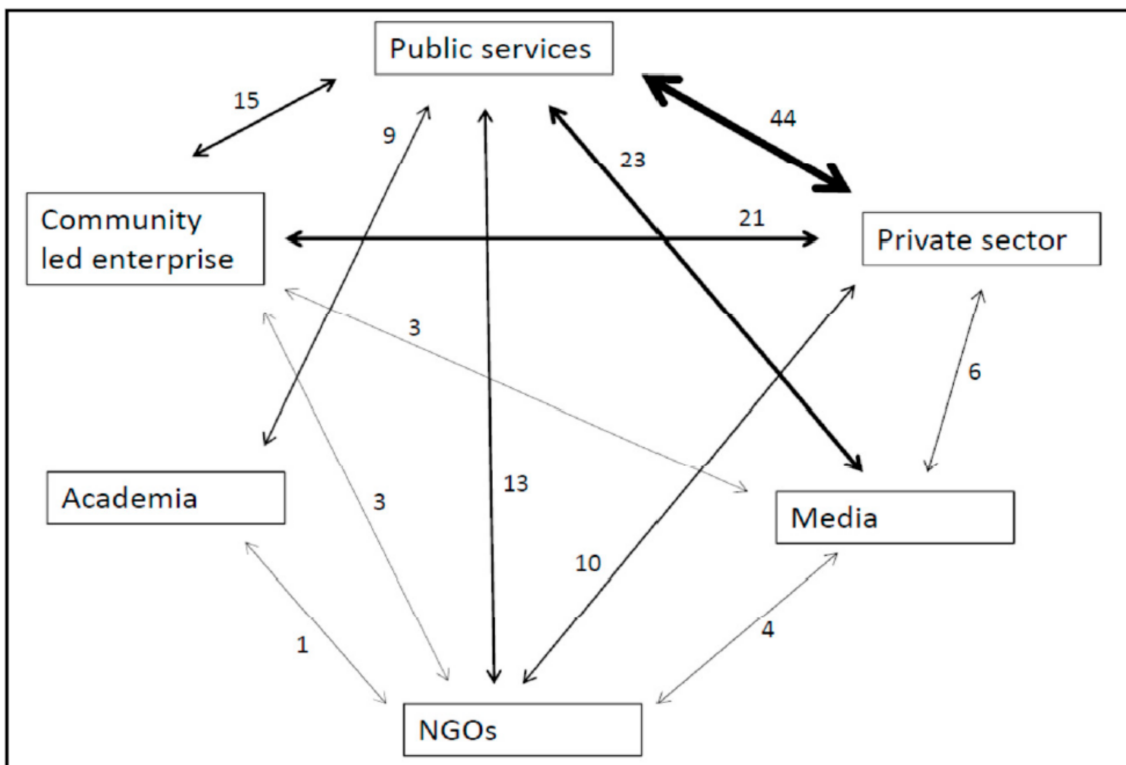 Public services
15
9
44
23
Community
led enterprise
21
Private sector
3
6
Academia
3
13
Media
10
1
4
NGOs